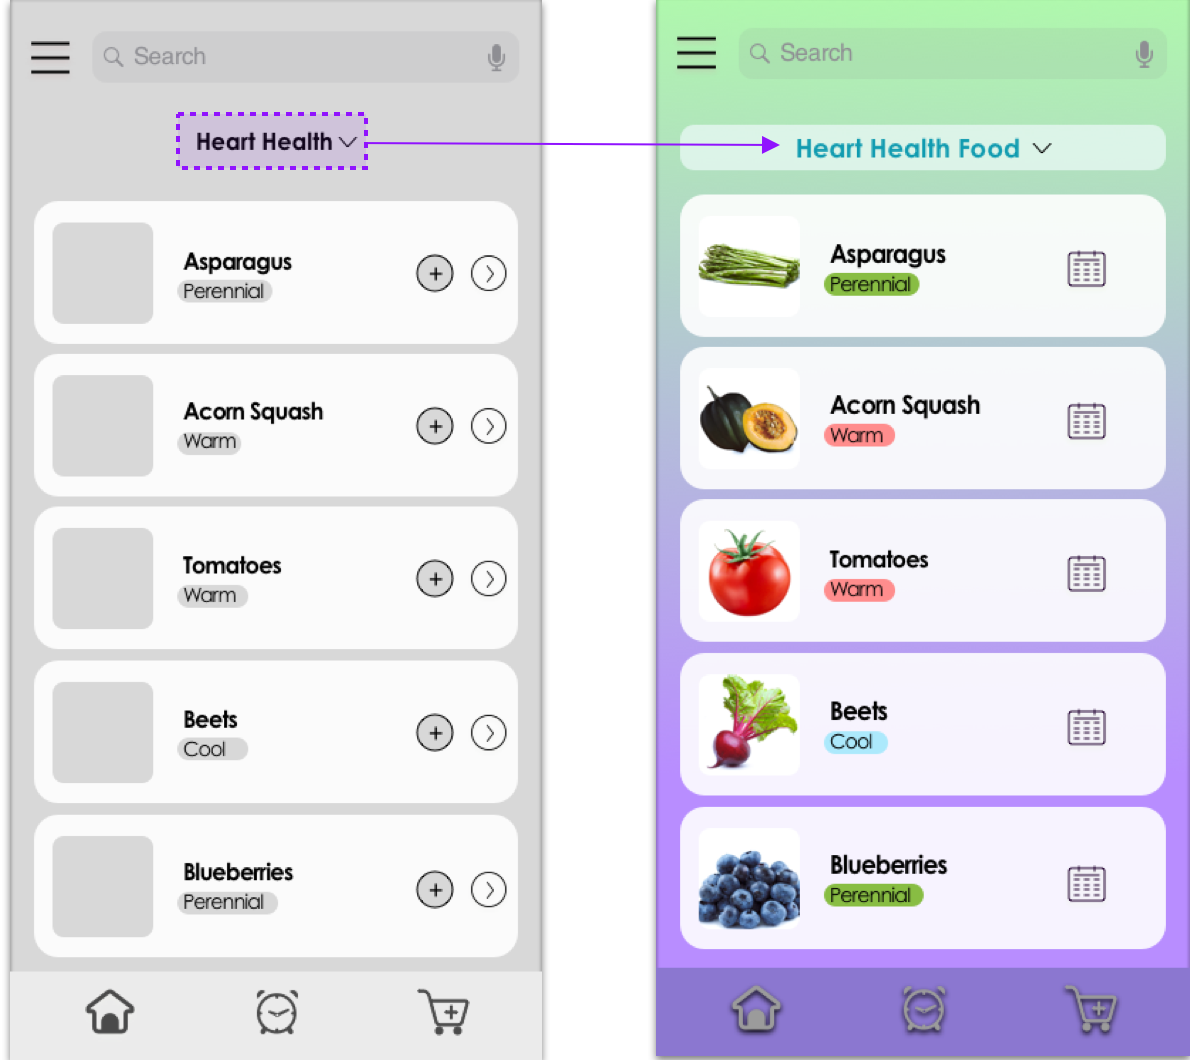 Search
Heart Health
Asparagus
Perennial
Acorn Squash
Warm
Tomatoes
Warm
Beets
Cool
Blueberries
Perennial
Search
Heart Health Food
Asparagus
Perennial
Acorn Squash
Warm
Tomatoes
Warm
Beets
Cool
Blueberries
Perennial